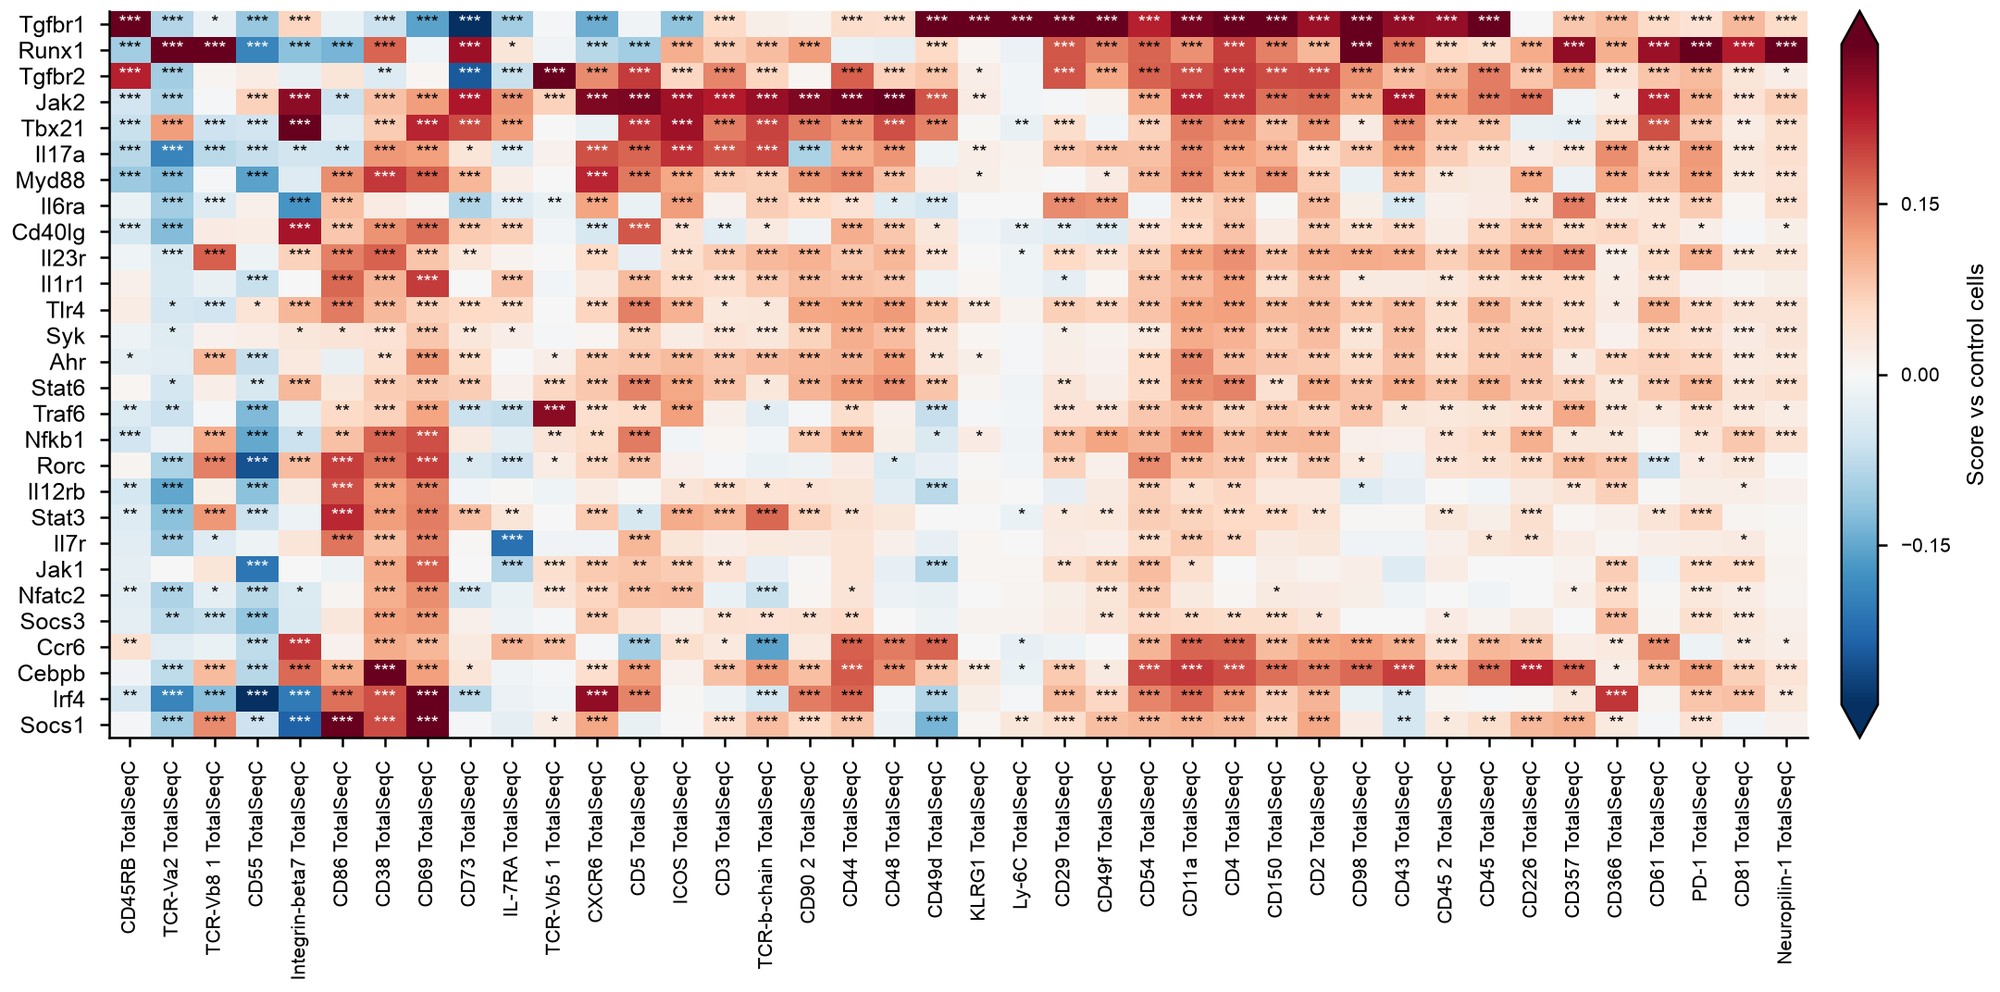 Tgfbr1
Runx1
Tgfbr2
Jak2
Tbx21
Il17a
Myd88
Il6ra
Cd40lg
Il23r
Il1r1
Tlr4
Syk
Ahr
Stat6
Traf6
Nfkb1
Rorc
Il12rb
Stat3
Il7r
Jak1
Nfatc2
Socs3
Ccr6
Cebpb
Irf4
Socs1
CD45RB TotalSeqC
TCR-Va2 TotalSeqC
TCR-Vb8 1 TotalSeqC
CD55 TotalSeqC
Integrin-beta7 TotalSeqC
CD86 TotalSeqC
CD38 TotalSeqC
CD69 TotalSeqC
CD73 TotalSeqC
IL-7RA TotalSeqC
TCR-Vb5 1 TotalSeqC
CXCR6 TotalSeqC
CD5 TotalSeqC
ICOS TotalSeqC
CD3 TotalSeqC
TCR-b-chain TotalSeqC
CD90 2 TotalSeqC
CD44 TotalSeqC
CD48 TotalSeqC
CD49d TotalSeqC
KLRG1 TotalSeqC
Ly-6C TotalSeqC
CD29 TotalSeqC
CD49f TotalSeqC
CD54 TotalSeqC
CD11a TotalSeqC
CD4 TotalSeqC
CD150 TotalSeqC
CD2 TotalSeqC
CD98 TotalSeqC
CD43 TotalSeqC
CD45 2 TotalSeqC
CD45 TotalSeqC
CD226 TotalSeqC
CD357 TotalSeqC
CD366 TotalSeqC
CD61 TotalSeqC
PD-1 TotalSeqC
CD81 TotalSeqC
Neuropilin-1 TotalSeqC
0.15
0.00
−0.15
Score vs control cells